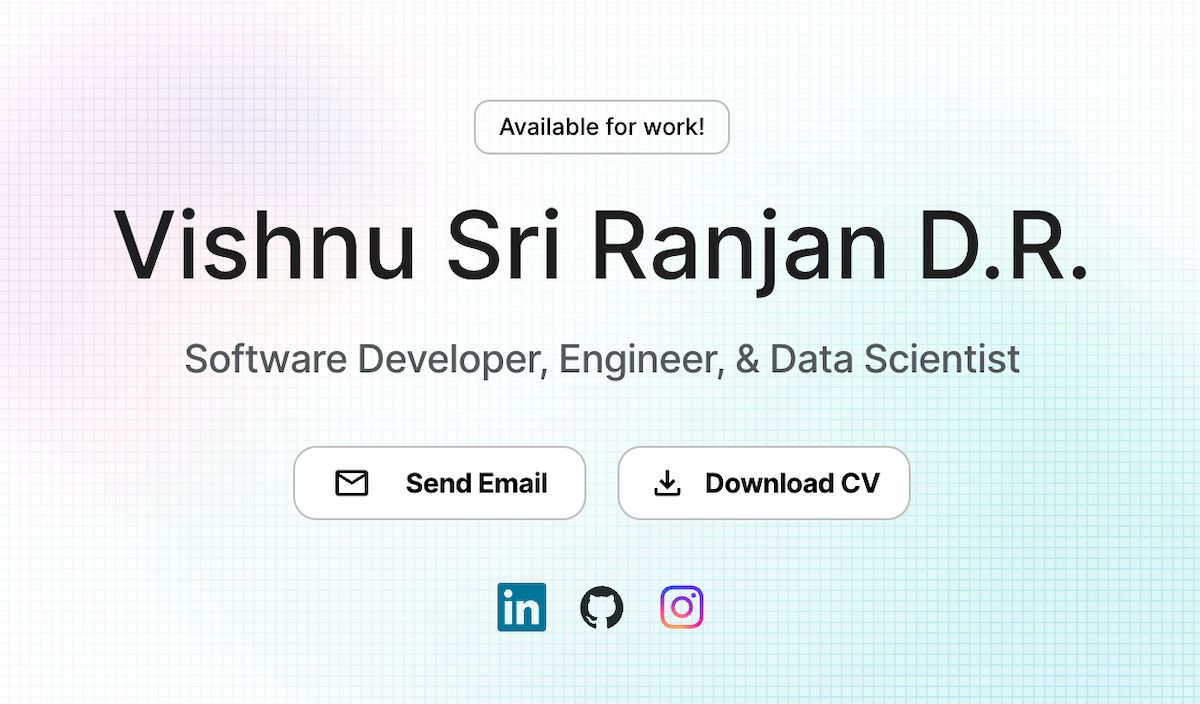 Available for work!
Vishnu Sri Ranjan D.R.
Software Developer, Engineer, & Data Scientist
Send Email
Download CV
in